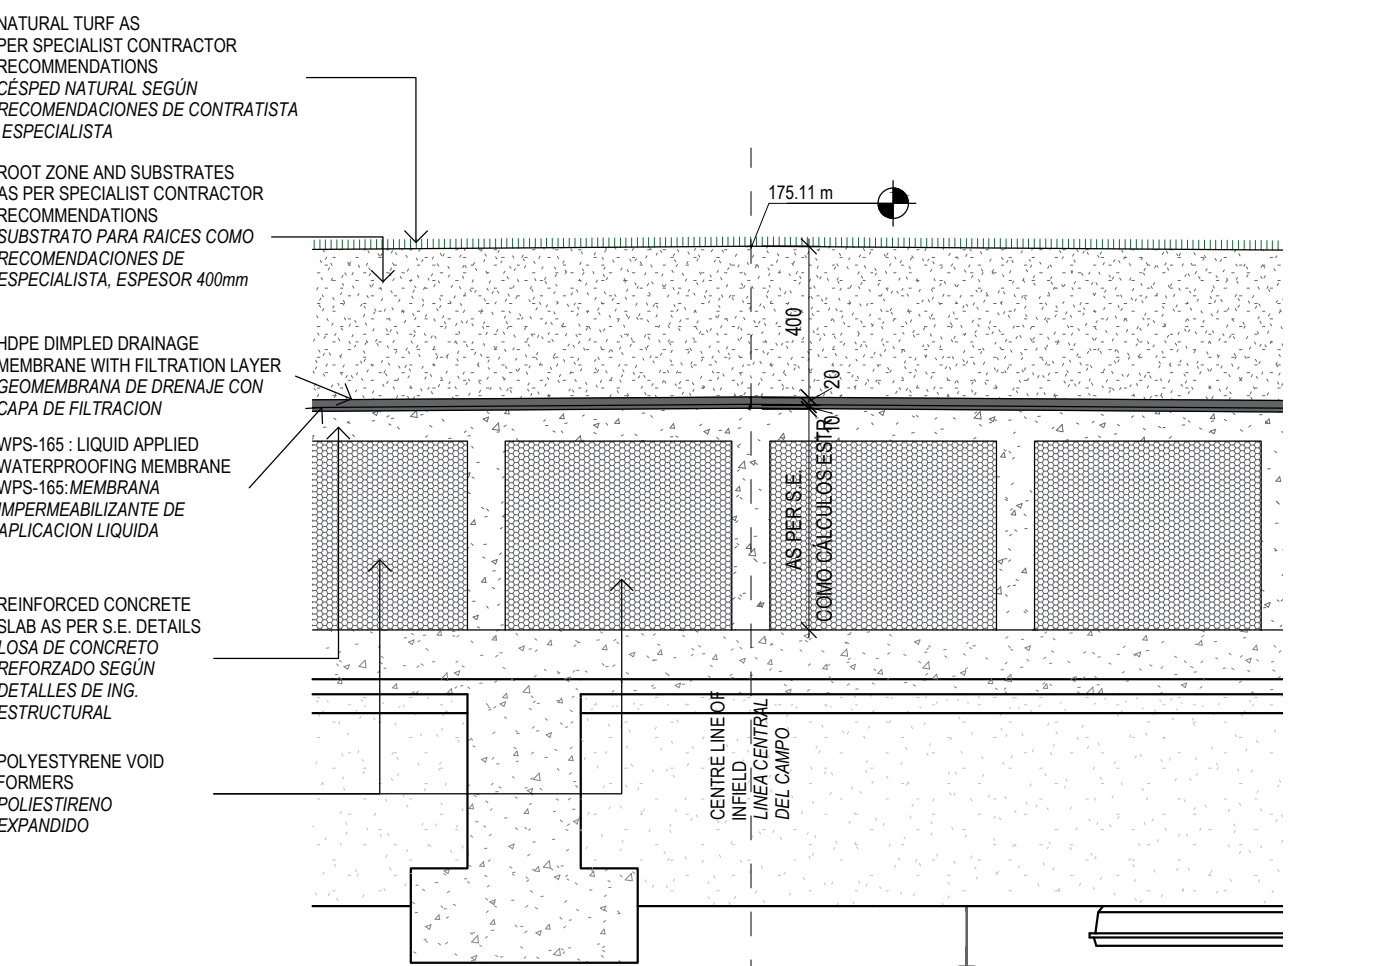 NATURAL TURF AS
PER SPECIALIST CONTRACTOR
RECOMMENDATIONS
CÉSPED NATURAL SEGÚN
RECOMENDACIONES DE CONTRATISTA
ESPECIALISTA
ROOT ZONE AND SUBSTRATES
AS PER SPECIALIST CONTRACTOR
RECOMMENDATIONS
SUBSTRATO PARA RAICES COMO
RECOMENDACIONES DE
ESPECIALISTA, ESPESOR 400mm
HDPE DIMPLED DRAINAGE
MEMBRANE WITH FILTRATION LAYER
GEOMEMBRANA DE DRENAJE CON
CAPA DE FILTRACION
WPS-165 : LIQUID APPLIED
WATERPROOFING MEMBRANE
WPS-165:MEMBRANA
IMPERMEABILIZANTE DE
APLICACION LIQUIDA
REINFORCED CONCRETE
SLAB AS PER S.E. DETAILS
LOSA DE CONCRETO
REFORZADO SEGÚN
DETALLES DE ING.
ESTRUCTURAL
POLYESTYRENE VOID
FORMERS
POLIESTIRENO
EXPANDIDO
175.11 m
400
20
10
AS PER S.E.
COMO CÁLCULOS ESTR.
CENTRE LINE OF
INFIELD
LINEA CENTRAL
DEL CAMPO